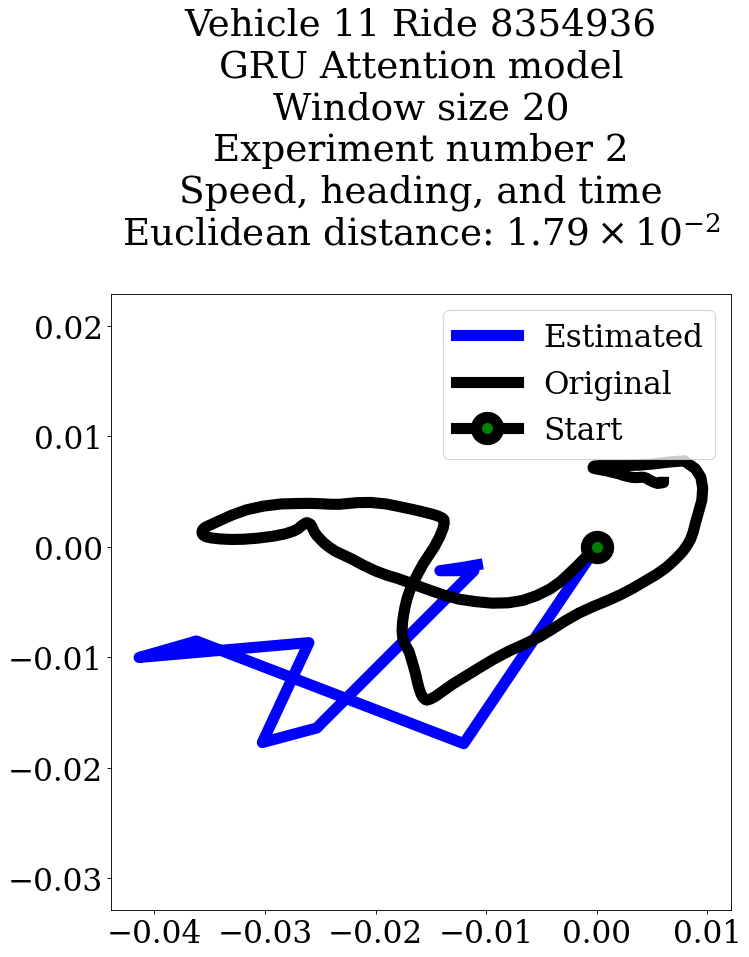 Vehicle 11 Ride 8354936
GRU Attention model
Window size 20
Experiment number 2
Speed, heading, and time
Euclidean distance: 1.79 × 10⁻²
Estimated
Original
Start
0.02
0.01
0.00
−0.01
−0.02
−0.03
−0.04 −0.03 −0.02 −0.01 0.00 0.01